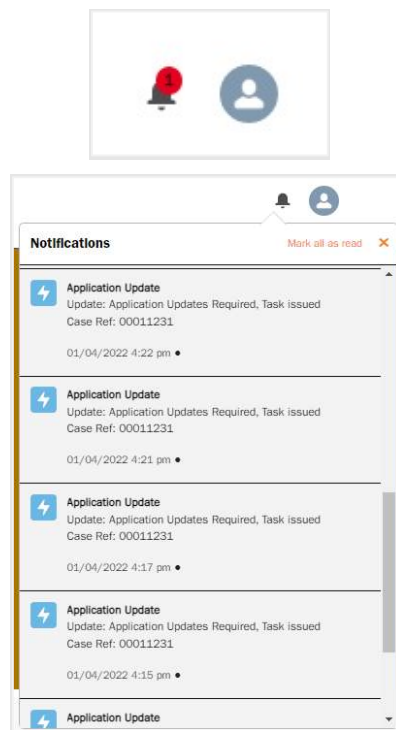 1
Notifications
Mark all as read
Application Update
Update: Application Updates Required, Task issued
Case Ref: 00011231
01/04/2022 4:22 pm
Application Update
Update: Application Updates Required, Task issued
Case Ref: 00011231
01/04/2022 4:21 pm
Application Update
Update: Application Updates Required, Task issued
Case Ref: 00011231
01/04/2022 4:17 pm
Application Update
Update: Application Updates Required, Task issued
Case Ref: 00011231
01/04/2022 4:15 pm
Application Update